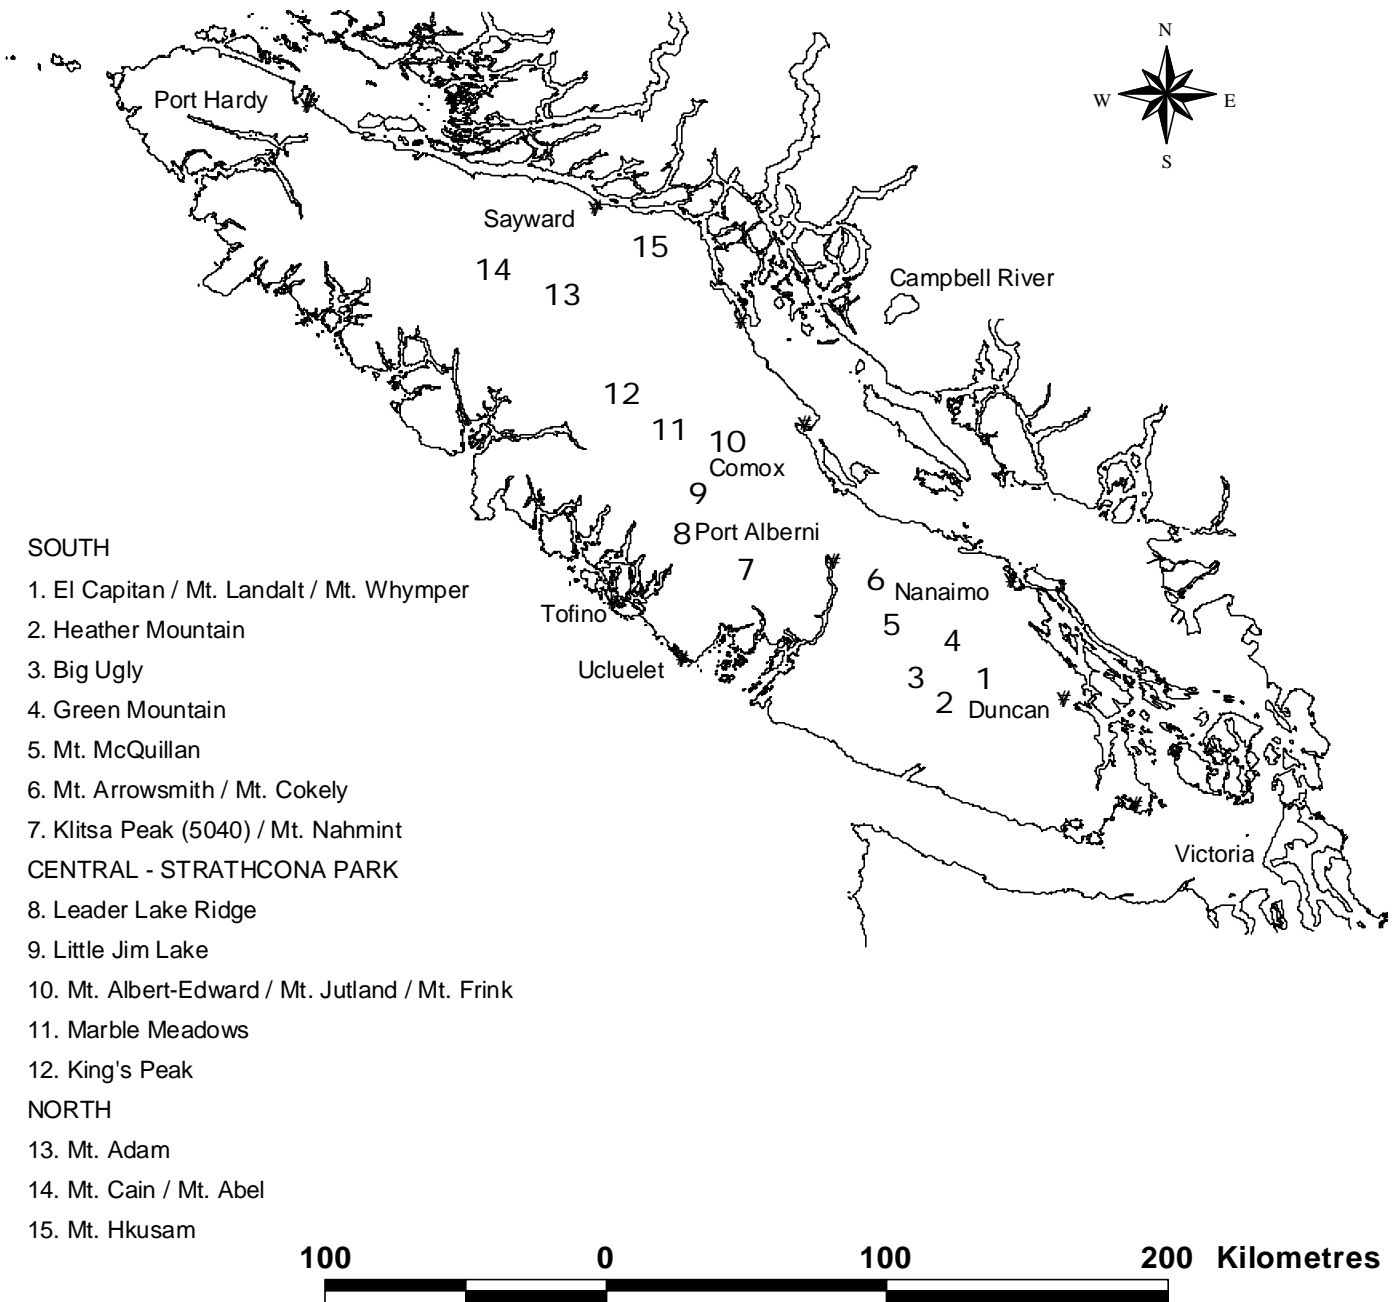 N
W E
S
Port Hardy
Sayward
15
14
13
Campbell River
12
11
10
Comox
9
8 Port Alberni
7
6 Nanaimo
5
4
Tofino
Ucluelet
3
1
2 Duncan
Victoria
SOUTH
1. El Capitan / Mt. Landalt / Mt. Whymper
2. Heather Mountain
3. Big Ugly
4. Green Mountain
5. Mt. McQuillan
6. Mt. Arrowsmith / Mt. Cokely
7. Klitsa Peak (5040) / Mt. Nahmint
CENTRAL - STRATHCONA PARK
8. Leader Lake Ridge
9. Little Jim Lake
10. Mt. Albert-Edward / Mt. Jutland / Mt. Frink
11. Marble Meadows
12. King's Peak
NORTH
13. Mt. Adam
14. Mt. Cain / Mt. Abel
15. Mt. Hkusam
100 0 100 200 Kilometres